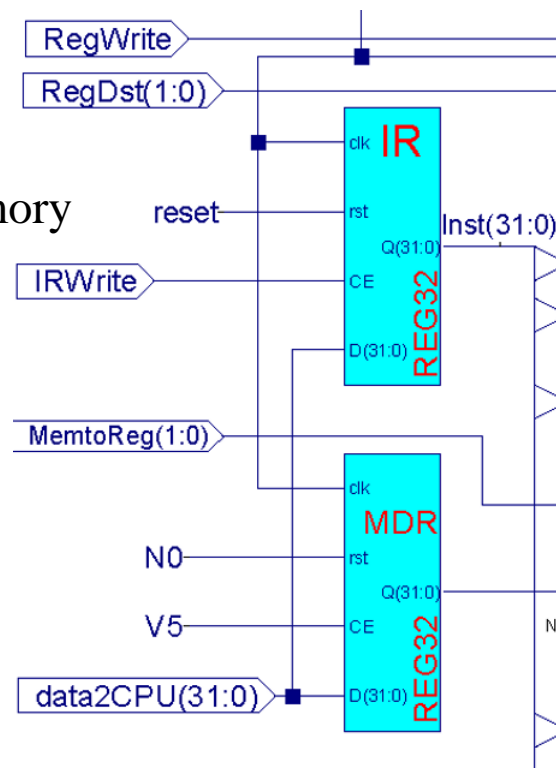 RegWrite
RegDst(1:0)
clk IR
reset rst
Inst(31:0)
Q(31:0)
IRWrite CE
REG32
D(31:0)
MemtoReg(1:0)
clk
MDR
N0 rst
Q(31:0)
V5 CE
N
REG32
data2CPU(31:0) D(31:0)